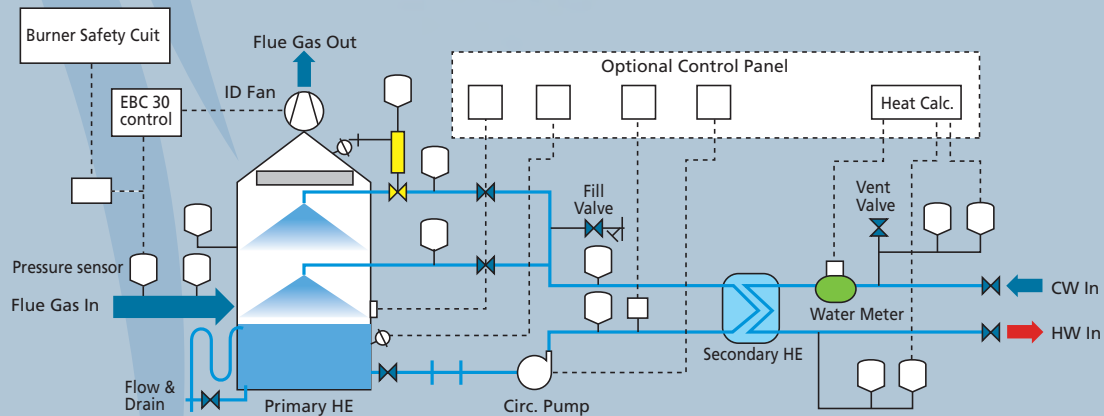 Burner Safety Cuit
Flue Gas Out
Optional Control Panel
ID Fan
EBC 30
control
Heat Calc.
Fill
Valve
Vent
Valve
Pressure sensor
Flue Gas In
CW In
Water Meter
HW In
Secondary HE
Flow &
Drain
Primary HE
Circ. Pump